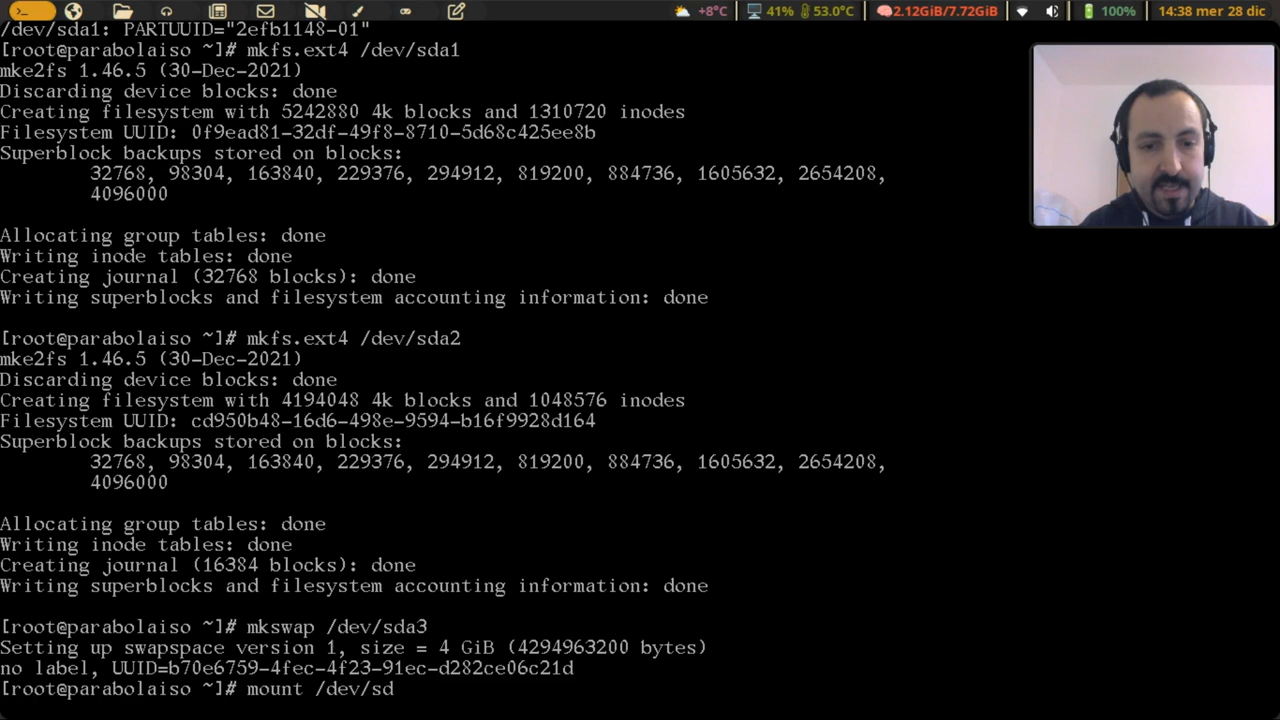 +8°C 41% 53.0°C 2.12GiB/7.72GiB 100% 14:38 mer 28 dic
/dev/sda1: PARTUUID="2efb1148-01"
[root@parabolaiso ~]# mkfs.ext4 /dev/sda1
mke2fs 1.46.5 (30-Dec-2021)
Discarding device blocks: done
Creating filesystem with 5242880 4k blocks and 1310720 inodes
Filesystem UUID: 0f9ead81-32df-49f8-8710-5d68c425ee8b
Superblock backups stored on blocks:
32768, 98304, 163840, 229376, 294912, 819200, 884736, 1605632, 2654208,
4096000
Allocating group tables: done
Writing inode tables: done
Creating journal (32768 blocks): done
Writing superblocks and filesystem accounting information: done
[root@parabolaiso ~]# mkfs.ext4 /dev/sda2
mke2fs 1.46.5 (30-Dec-2021)
Discarding device blocks: done
Creating filesystem with 4194048 4k blocks and 1048576 inodes
Filesystem UUID: cd950b48-16d6-498e-9594-b16f9928d164
Superblock backups stored on blocks:
32768, 98304, 163840, 229376, 294912, 819200, 884736, 1605632, 2654208,
4096000
Allocating group tables: done
Writing inode tables: done
Creating journal (16384 blocks): done
Writing superblocks and filesystem accounting information: done
[root@parabolaiso ~]# mkswap /dev/sda3
Setting up swapspace version 1, size = 4 GiB (4294963200 bytes)
no label, UUID=b70e6759-4fec-4f23-91ec-d282ce06c21d
[root@parabolaiso ~]# mount /dev/sd